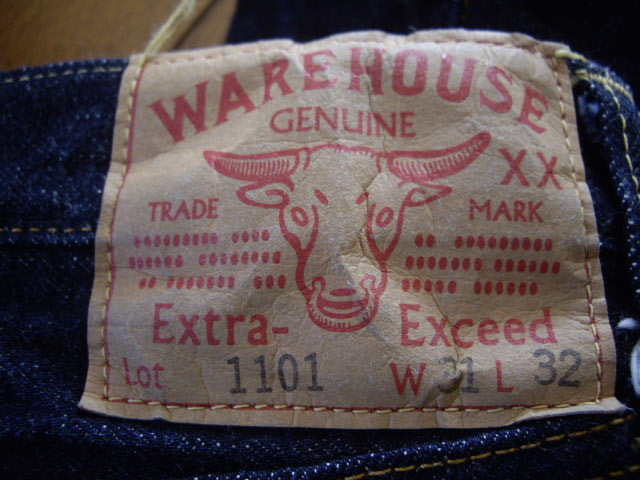 WAREHOUSE
GENUINE
XX
TRADE MARK
Extra- Exceed
Lot 1101 W 31 L 32